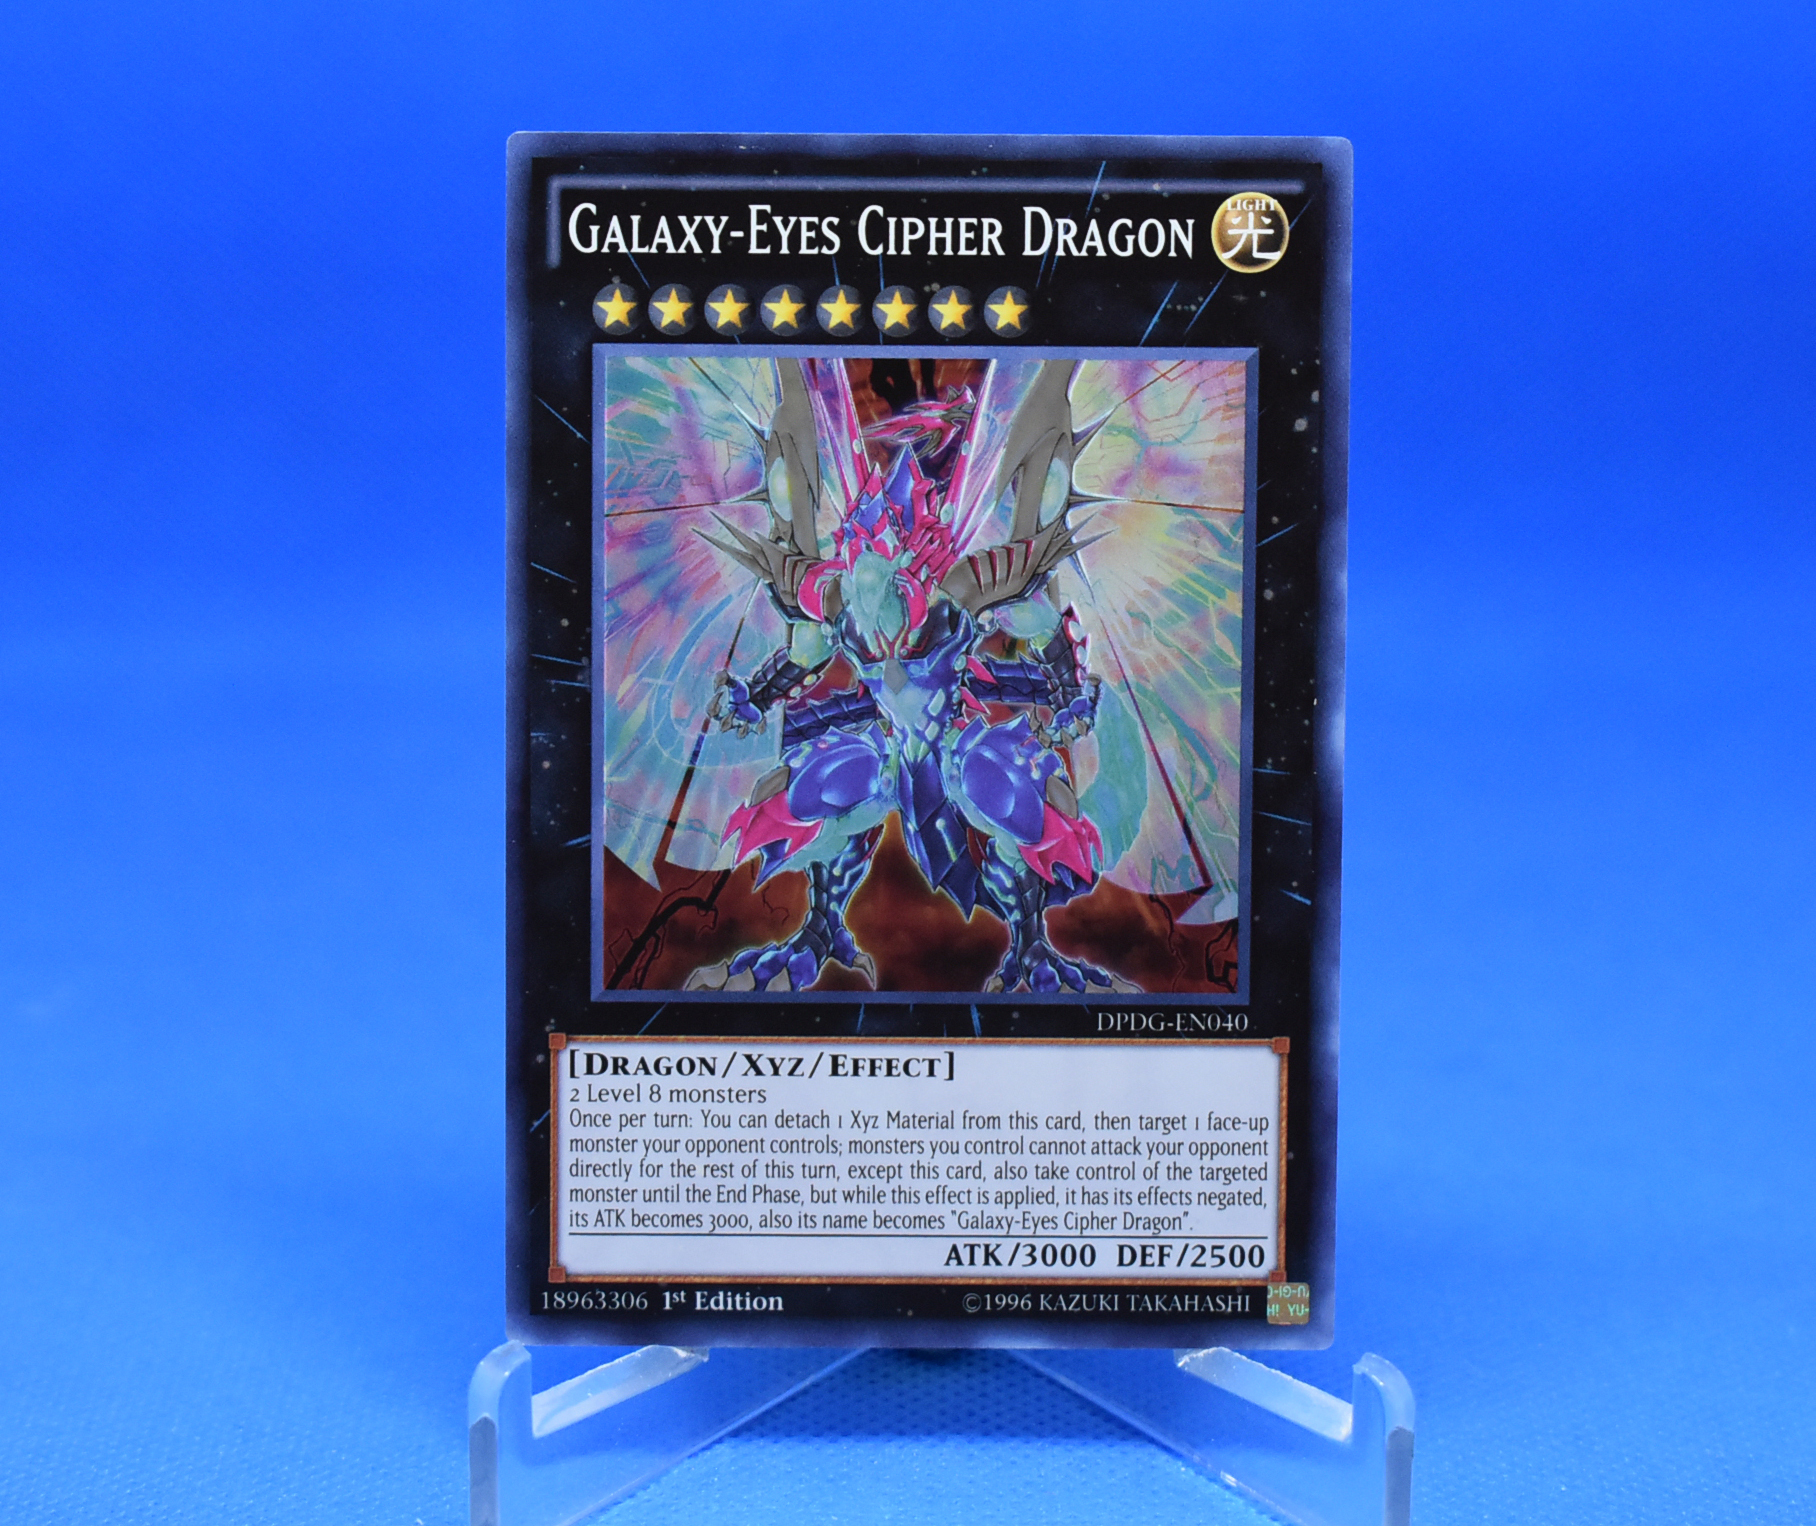 GALAXY-EYES CIPHER DRAGON
LIGHT
光
DPDG-EN040
[DRAGON/XYZ/EFFECT]
2 Level 8 monsters
Once per turn: You can detach 1 Xyz Material from this card, then target 1 face-up
monster your opponent controls; monsters you control cannot attack your opponent
directly for the rest of this turn, except this card, also take control of the targeted
monster until the End Phase, but while this effect is applied, it has its effects negated,
its ATK becomes 3000, also its name becomes "Galaxy-Eyes Cipher Dragon".
ATK/3000 DEF/2500
18963306 1st Edition
©1996 KAZUKI TAKAHASHI
H! YU-